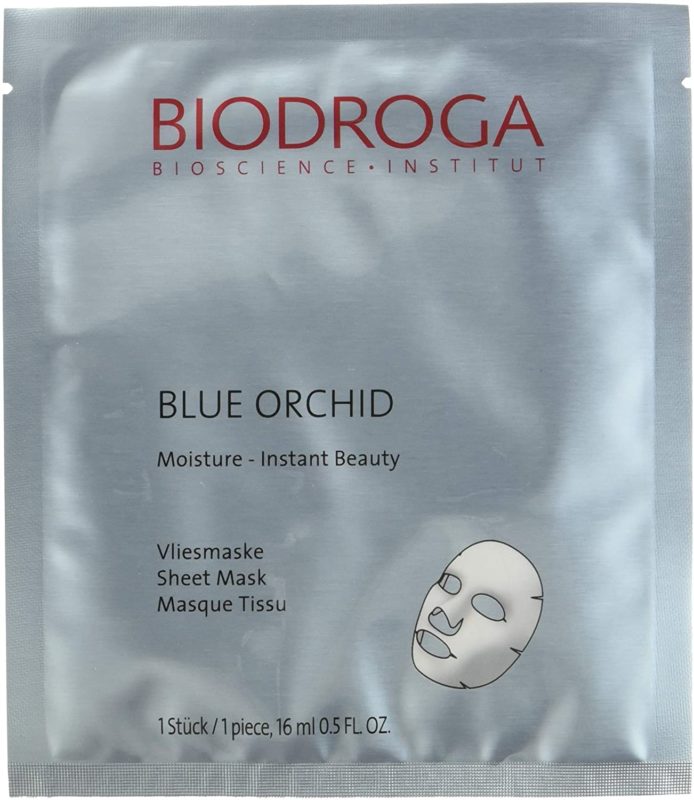 BIODROGA
BIOSCIENCE • INSTITUT
BLUE ORCHID
Moisture - Instant Beauty
Vliesmaske
Sheet Mask
Masque Tissu
1 Stück / 1 piece, 16 ml 0.5 FL. OZ.